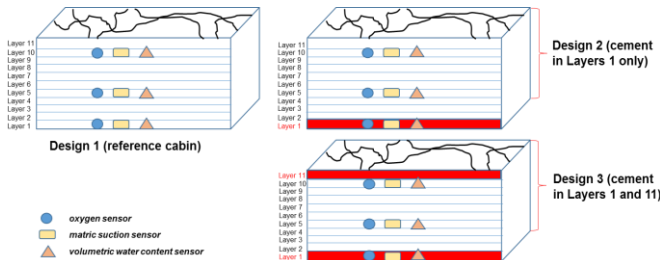 Layer 11
Layer 10
Layer 9
Layer 8
Layer 7
Layer 6
Layer 5
Layer 4
Layer 3
Layer 2
Layer 1
Design 1 (reference cabin)
Layer 11
Layer 10
Layer 9
Layer 8
Layer 7
Layer 6
Layer 5
Layer 4
Layer 3
Layer 2
Layer 1
Design 2 (cement
in Layers 1 only)
Layer 11
Layer 10
Layer 9
Layer 8
Layer 7
Layer 6
Layer 5
Layer 4
Layer 3
Layer 2
Layer 1
Design 3 (cement
in Layers 1 and 11)
oxygen sensor
matric suction sensor
volumetric water content sensor